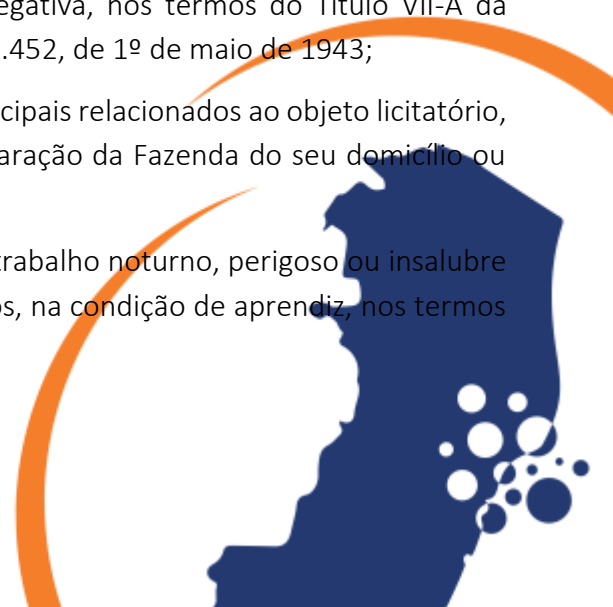 egativa, nos termos do Título VII-A da
.452, de 1º de maio de 1943;
cipais relacionados ao objeto licitatório,
aração da Fazenda do seu domicílio ou
trabalho noturno, perigoso ou insalubre
os, na condição de aprendiz, nos termos